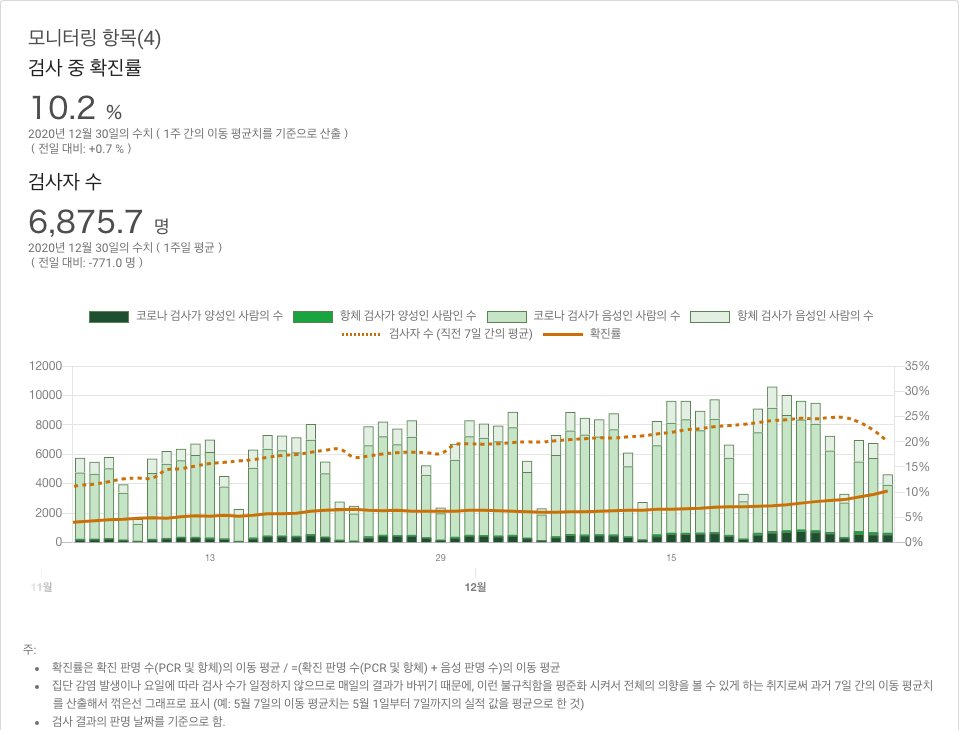 모니터링 항목(4)
검사 중 확진률
10.2 %
2020년 12월 30일의 수치 ( 1주 간의 이동 평균치를 기준으로 산출 )
( 전일 대비: +0.7 % )
검사자 수
6,875.7 명
2020년 12월 30일의 수치 ( 1주일 평균 )
( 전일 대비: -771.0 명 )
코로나 검사가 양성인 사람의 수 항체 검사가 양성인 사람인 수 코로나 검사가 음성인 사람의 수 항체 검사가 음성인 사람의 수
검사자 수 (직전 7일 간의 평균) 확진률
12000 35%
10000 30%
8000 25%
6000 20%
4000 15%
2000 10%
0 5%
0%
13 29 15
11월 12월
주:
확진률은 확진 판명 수(PCR 및 항체)의 이동 평균 / =(확진 판명 수(PCR 및 항체) + 음성 판명 수)의 이동 평균
집단 감염 발생이나 요일에 따라 검사 수가 일정하지 않으므로 매일의 결과가 바뀌기 때문에, 이런 불규칙함을 평준화 시켜서 전체의 의향을 볼 수 있게 하는 취지로써 과거 7일 간의 이동 평균치
를 산출해서 꺾은선 그래프로 표시 (예: 5월 7일의 이동 평균치는 5월 1일부터 7일까지의 실적 값을 평균으로 한 것)
검사 결과의 판명 날짜를 기준으로 함.